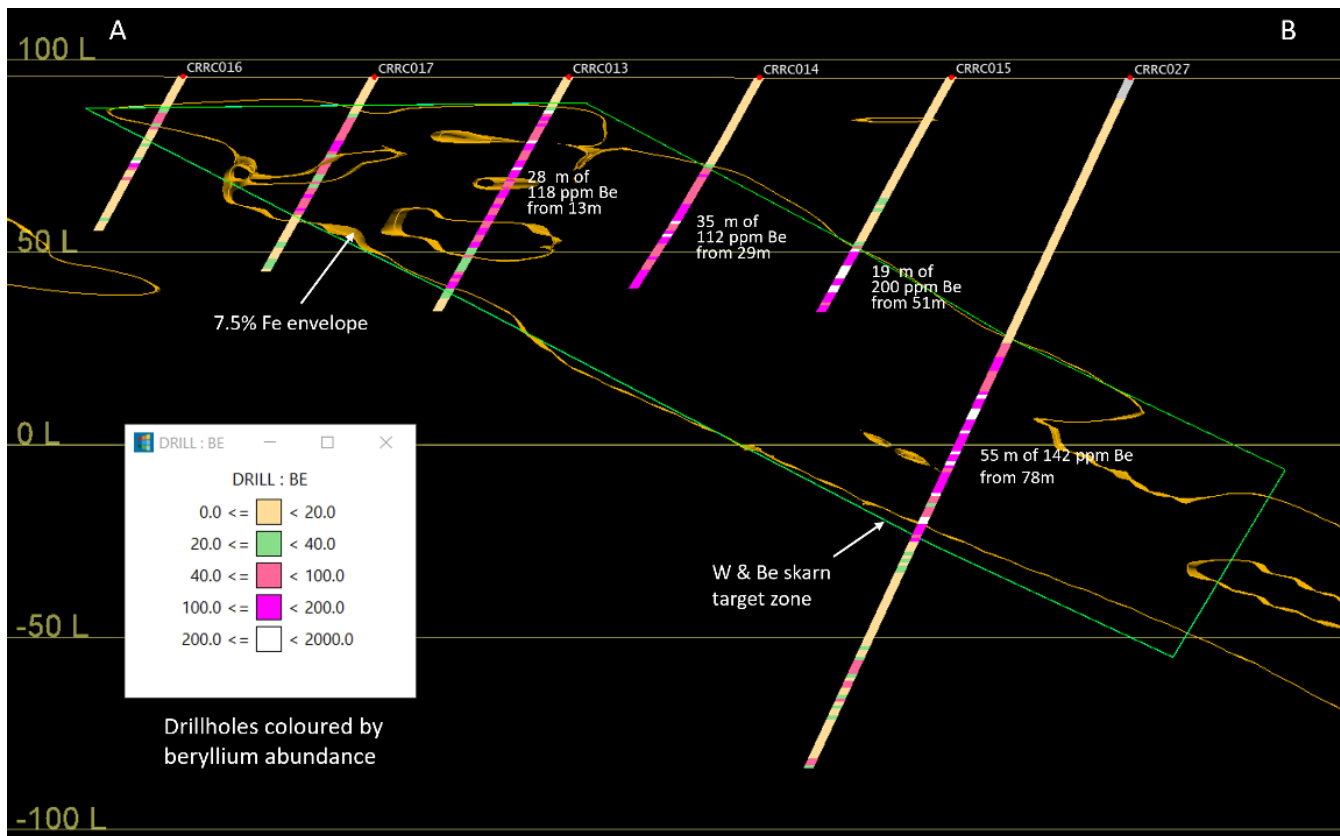 A
B
100 L
CRRC016
CRRC017
CRRC013
CRRC014
CRRC015
CRRC027
28 m of
118 ppm Be
from 13m
35 m of
112 ppm Be
from 29m
50 L
19 m of
200 ppm Be
from 51m
7.5% Fe envelope
0 L
55 m of 142 ppm Be
from 78m
DRILL : BE
DRILL : BE
0.0 <= < 20.0
20.0 <= < 40.0
40.0 <= < 100.0
100.0 <= < 200.0
200.0 <= < 2000.0
W & Be skarn
target zone
-50 L
Drillholes coloured by
beryllium abundance
-100 L